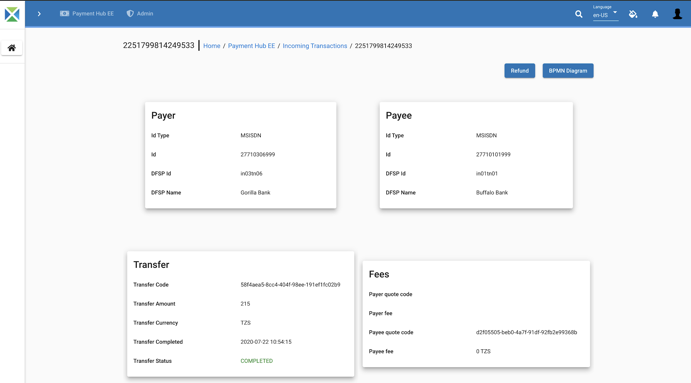 Payment Hub EE
Admin
Language
en-US
2251799814249533
Home / Payment Hub EE / Incoming Transactions / 2251799814249533
Refund
BPMN Diagram
Payer
Id Type MSISDN
Id 27710306999
DFSP Id in03tn06
DFSP Name Gorilla Bank
Payee
Id Type MSISDN
Id 27710101999
DFSP Id in01tn01
DFSP Name Buffalo Bank
Transfer
Transfer Code 58f4aea5-8cc4-404f-98ee-191ef1fc02b9
Transfer Amount 215
Transfer Currency TZS
Transfer Completed 2020-07-22 10:54:15
Transfer Status COMPLETED
Fees
Payer quote code
Payer fee
Payee quote code d2f05505-beb0-4a7f-91df-92fb2e99368b
Payee fee 0 TZS